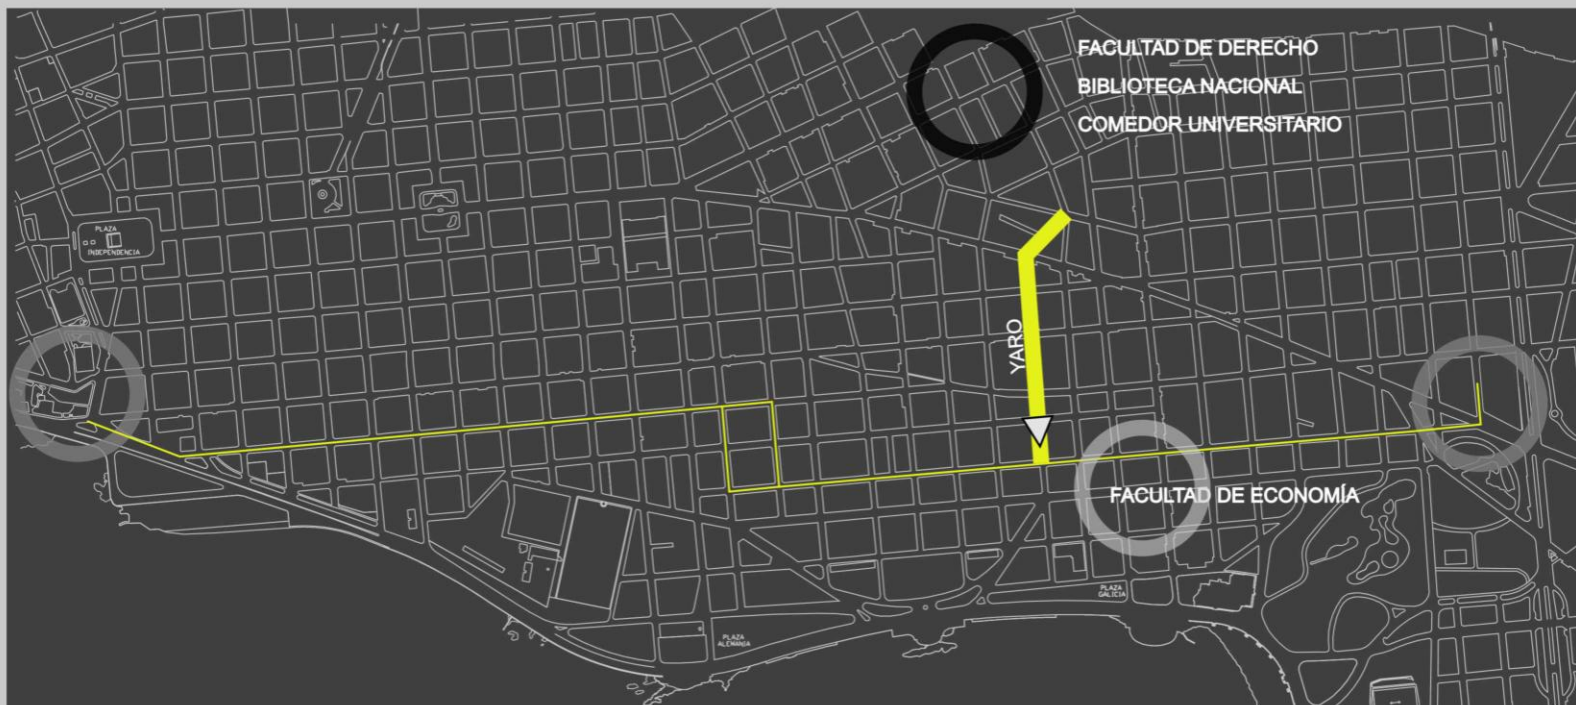 FACULTAD DE DERECHO
BIBLIOTECA NACIONAL
COMEDOR UNIVERSITARIO
PLAZA
INDEPENDENCIA
YARO
FACULTAD DE ECONOMÍA
PLAZA
GALICIA
PLAZA
ALEMANIA